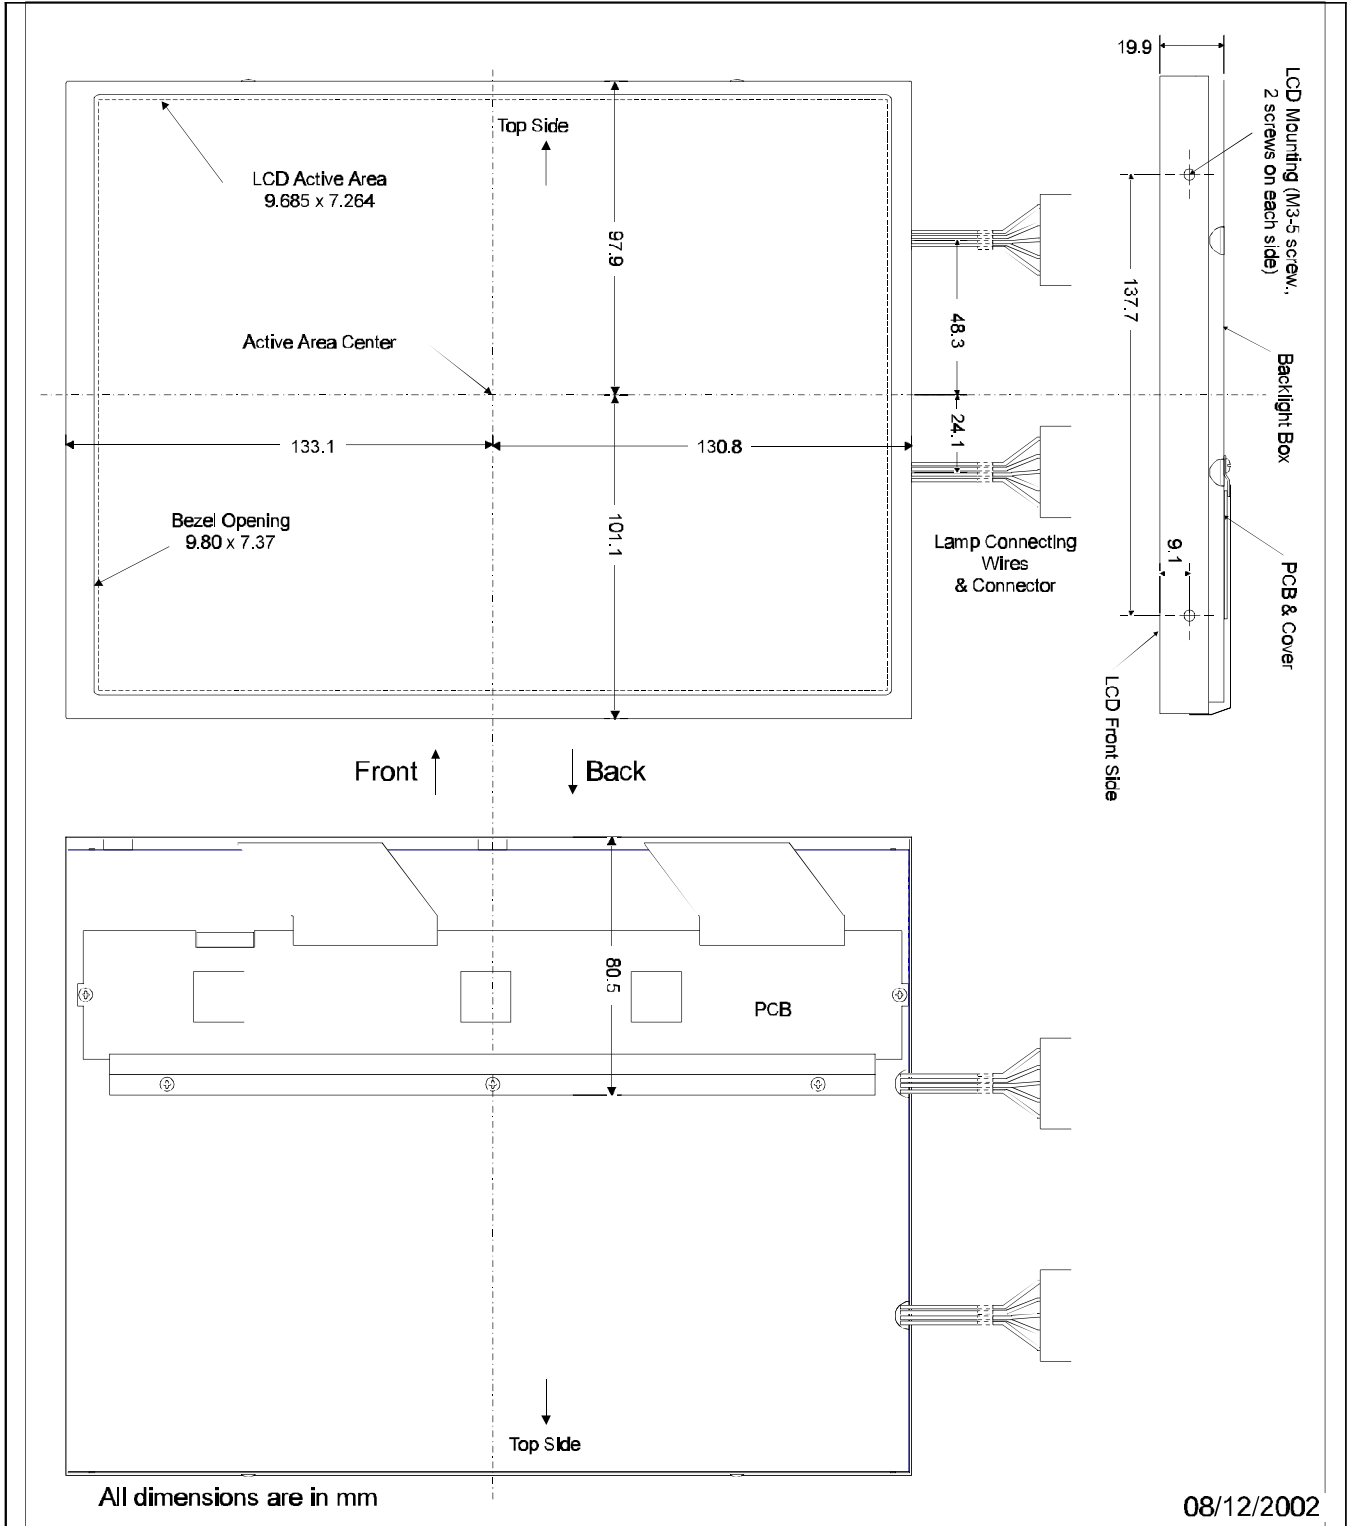 19.9
LCD Mounting (M3-5 screw.,
2 screws on each side)
Top Side
LCD Active Area
9.685 x 7.264
97.9
137.7
48.3
Active Area Center
Backlight Box
24.1
133.1
130.8
Bezel Opening
9.80 x 7.37
101.1
Lamp Connecting
Wires
& Connector
9.1
PCB & Cover
LCD Front Side
Front
Back
80.5
PCB
Top Side
All dimensions are in mm
08/12/2002